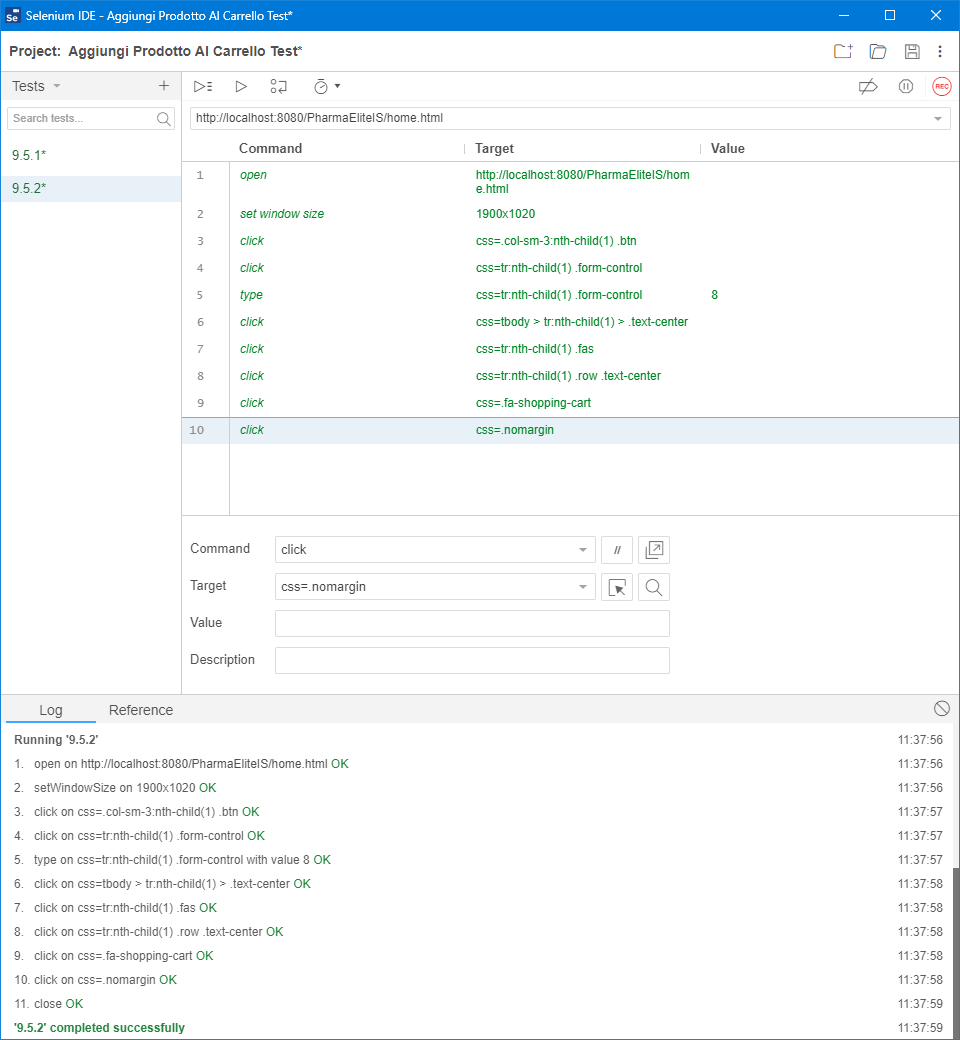 Selenium IDE - Aggiungi Prodotto Al Carrello Test*
Project: Aggiungi Prodotto Al Carrello Test*
Tests
REC
Search tests...
http://localhost:8080/PharmaEliteIS/home.html
Command Target Value
9.5.1*
9.5.2*
1 open http://localhost:8080/PharmaEliteIS/hom
e.html
2 set window size 1900x1020
3 click css=.col-sm-3:nth-child(1) .btn
4 click css=tr:nth-child(1) .form-control
5 type css=tr:nth-child(1) .form-control 8
6 click css=tbody > tr:nth-child(1) > .text-center
7 click css=tr:nth-child(1) .fas
8 click css=tr:nth-child(1) .row .text-center
9 click css=.fa-shopping-cart
10 click css=.nomargin
Command click //
Target css=.nomargin
Value
Description
Log Reference
Running '9.5.2' 11:37:56
1. open on http://localhost:8080/PharmaEliteIS/home.html OK 11:37:56
2. setWindowSize on 1900x1020 OK 11:37:56
3. click on css=.col-sm-3:nth-child(1) .btn OK 11:37:57
4. click on css=tr:nth-child(1) .form-control OK 11:37:57
5. type on css=tr:nth-child(1) .form-control with value 8 OK 11:37:57
6. click on css=tbody > tr:nth-child(1) > .text-center OK 11:37:58
7. click on css=tr:nth-child(1) .fas OK 11:37:58
8. click on css=tr:nth-child(1) .row .text-center OK 11:37:58
9. click on css=.fa-shopping-cart OK 11:37:58
10. click on css=.nomargin OK 11:37:58
11. close OK 11:37:59
'9.5.2' completed successfully 11:37:59